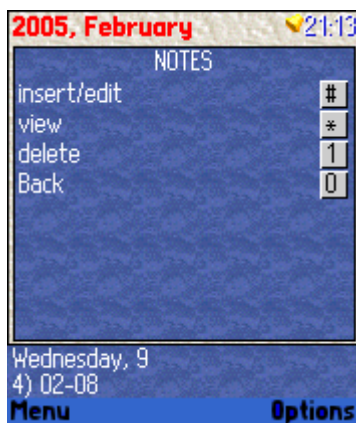 2005, February 21:13
NOTES
insert/edit #
view *
delete 1
Back 0
Wednesday, 9
4) 02-08
Menu Options